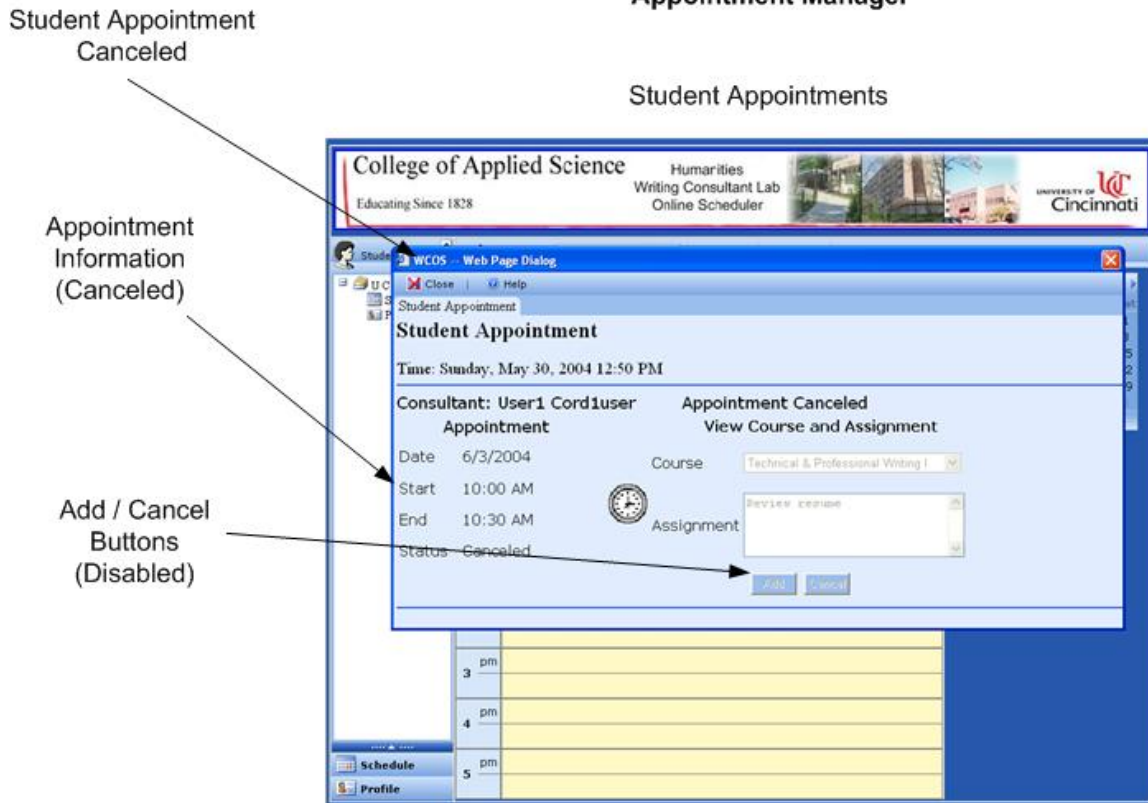 Appointment Manager
Student Appointment
Canceled
Student Appointments
College of Applied Science
Educating Since 1828
Humanities
Writing Consultant Lab
Online Scheduler
UNIVERSITY OF
UC
Cincinnati
Appointment
Information
(Canceled)
WCOS -- Web Page Dialog
Close | Help
Student Appointment
Student Appointment
Time: Sunday, May 30, 2004 12:50 PM
Consultant: User1 Cord1user Appointment Canceled
Appointment View Course and Assignment
Date 6/3/2004
Course Technical & Professional Writing I
Start 10:00 AM
Review resume
End 10:30 AM
Assignment
Status Canceled
Add Cancel
Add / Cancel
Buttons
(Disabled)
3 pm
4 pm
5 pm
Schedule
Profile